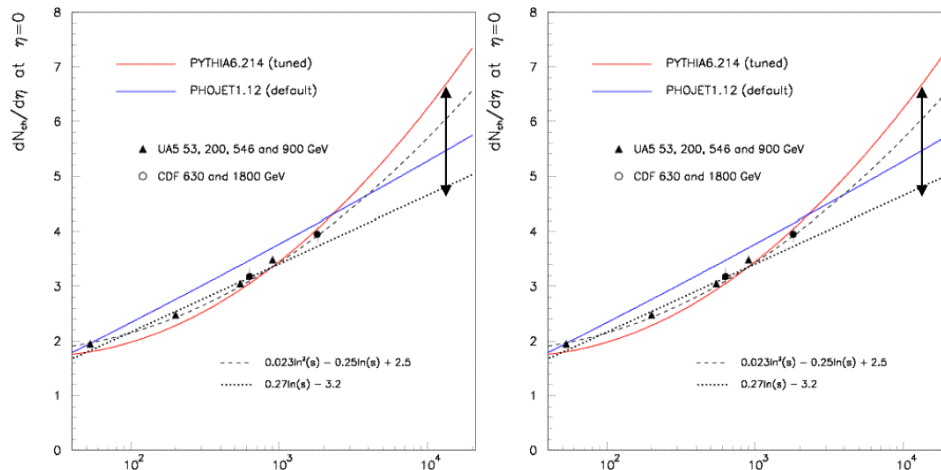 dN_ch/dη at η=0
8
7
6
5
4
3
2
1
0
PYTHIA6.214 (tuned)
PHOJET1.12 (default)
UA5 53, 200, 546 and 900 GeV
CDF 630 and 1800 GeV
0.023ln²(s) − 0.25ln(s) + 2.5
0.27ln(s) − 3.2
10²
10³
10⁴
dN_ch/dη at η=0
8
7
6
5
4
3
2
1
0
PYTHIA6.214 (tuned)
PHOJET1.12 (default)
UA5 53, 200, 546 and 900 GeV
CDF 630 and 1800 GeV
0.023ln²(s) − 0.25ln(s) + 2.5
0.27ln(s) − 3.2
10²
10³
10⁴